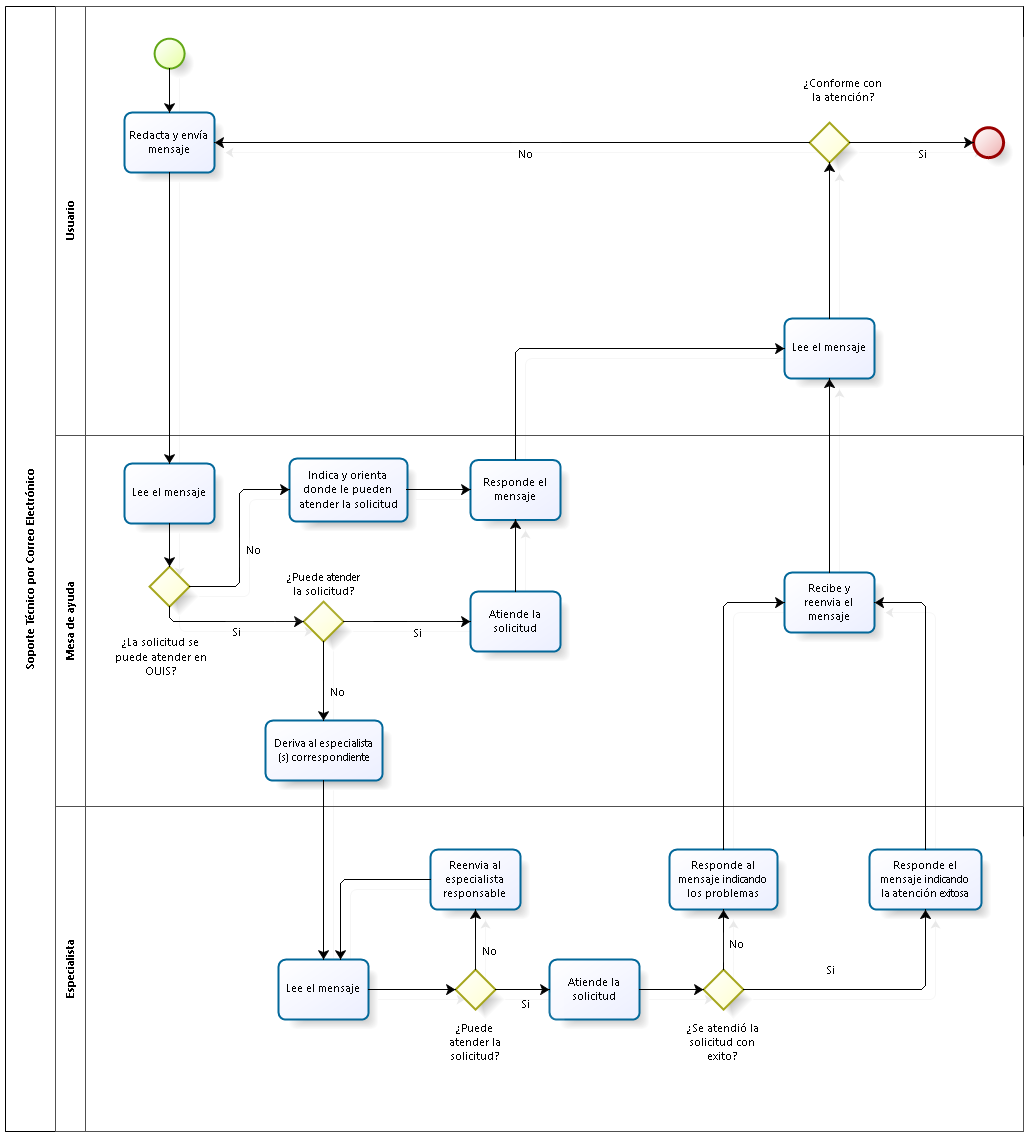 Soporte Técnico por Correo Electrónico
Usuario
¿Conforme con
la atención?
Redacta y envía
mensaje
No
Si
Lee el mensaje
Mesa de ayuda
Lee el mensaje
Indica y orienta
donde le pueden
atender la solicitud
Responde el
mensaje
No
¿Puede atender
la solicitud?
Si
Si
Atiende la
solicitud
Recibe y
reenvia el
mensaje
¿La solicitud se
puede atender en
OUIS?
No
Deriva al especialista
(s) correspondiente
Especialista
Reenvia al
especialista
responsable
Responde al
mensaje indicando
los problemas
Responde el
mensaje indicando
la atención exitosa
No
No
Si
Lee el mensaje
Si
Atiende la
solicitud
¿Puede
atender la
solicitud?
¿Se atendió la
solicitud con
exito?